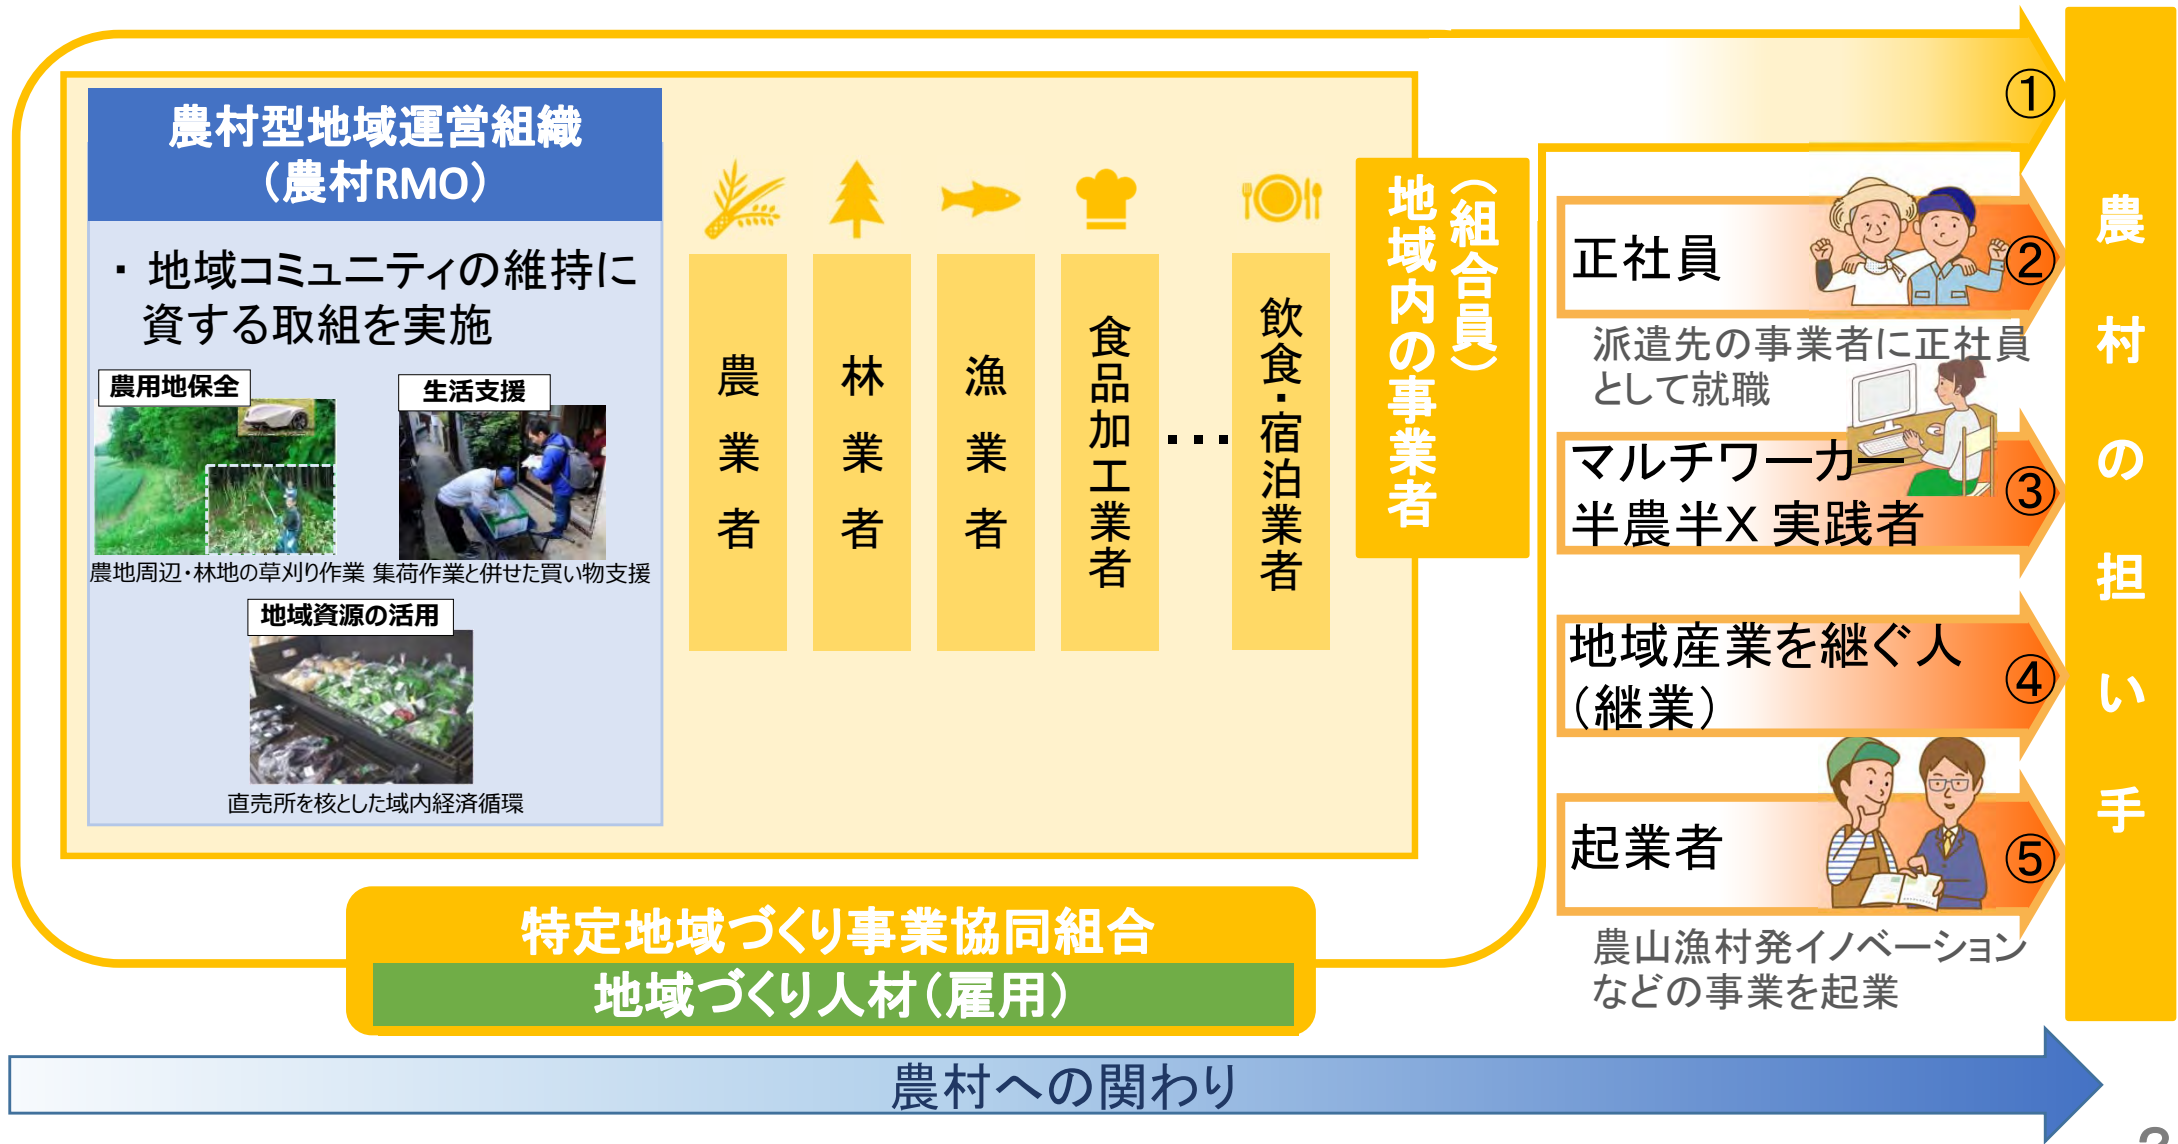 農村型地域運営組織
（農村RMO）
・地域コミュニティの維持に
資する取組を実施
農用地保全
生活支援
農地周辺・林地の草刈り作業
集荷作業と併せた買い物支援
地域資源の活用
直売所を核とした域内経済循環
農業者
林業者
漁業者
食品加工業者
・・・
飲食・宿泊業者
（組合員）
地域内の事業者
特定地域づくり事業協同組合
地域づくり人材（雇用）
①
正社員
②
派遣先の事業者に正社員
として就職
マルチワーカー
半農半X 実践者
③
地域産業を継ぐ人
（継業）
④
起業者
⑤
農山漁村発イノベーション
などの事業を起業
農村の担い手
農村への関わり